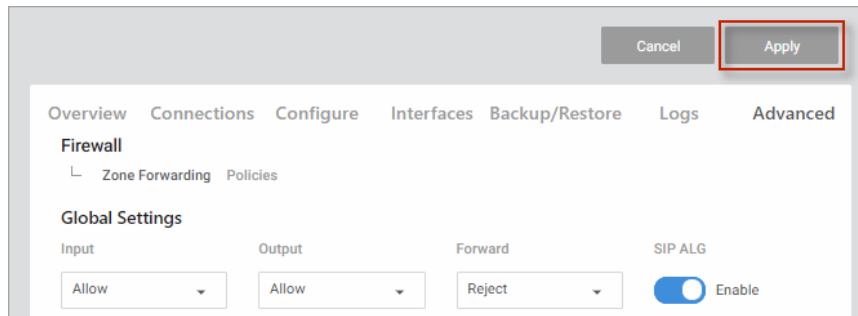 Cancel Apply
Overview Connections Configure Interfaces Backup/Restore Logs Advanced
Firewall
Zone Forwarding Policies
Global Settings
Input Output Forward SIP ALG
Allow Allow Reject Enable